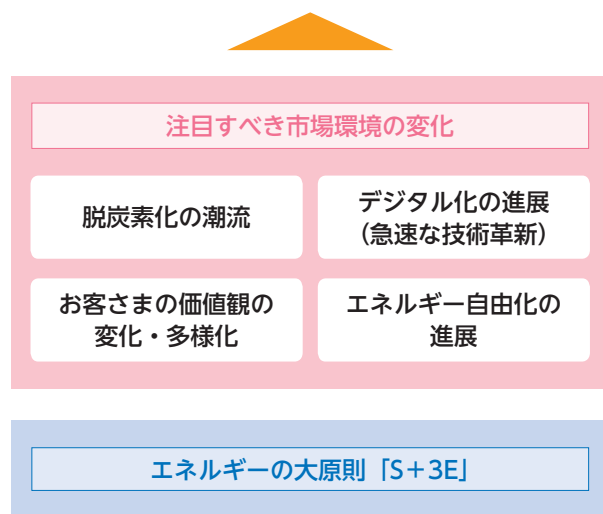 注目すべき市場環境の変化
脱炭素化の潮流
デジタル化の進展
(急速な技術革新)
お客さまの価値観の
変化・多様化
エネルギー自由化の
進展
エネルギーの大原則「S+3E」